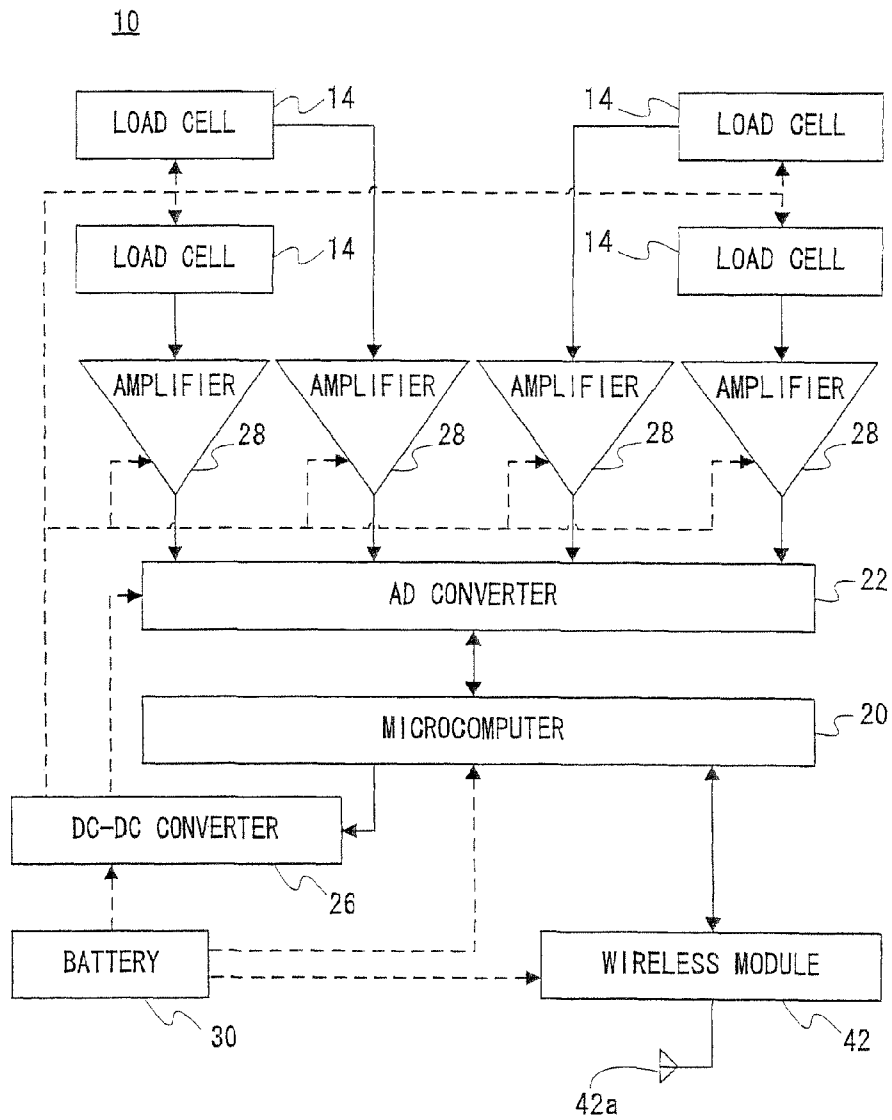 10
LOAD CELL 14
14 LOAD CELL
LOAD CELL 14
14 LOAD CELL
AMPLIFIER AMPLIFIER AMPLIFIER AMPLIFIER
28 28 28 28
AD CONVERTER 22
MICROCOMPUTER 20
DC-DC CONVERTER
26
BATTERY
30
WIRELESS MODULE
42
42a